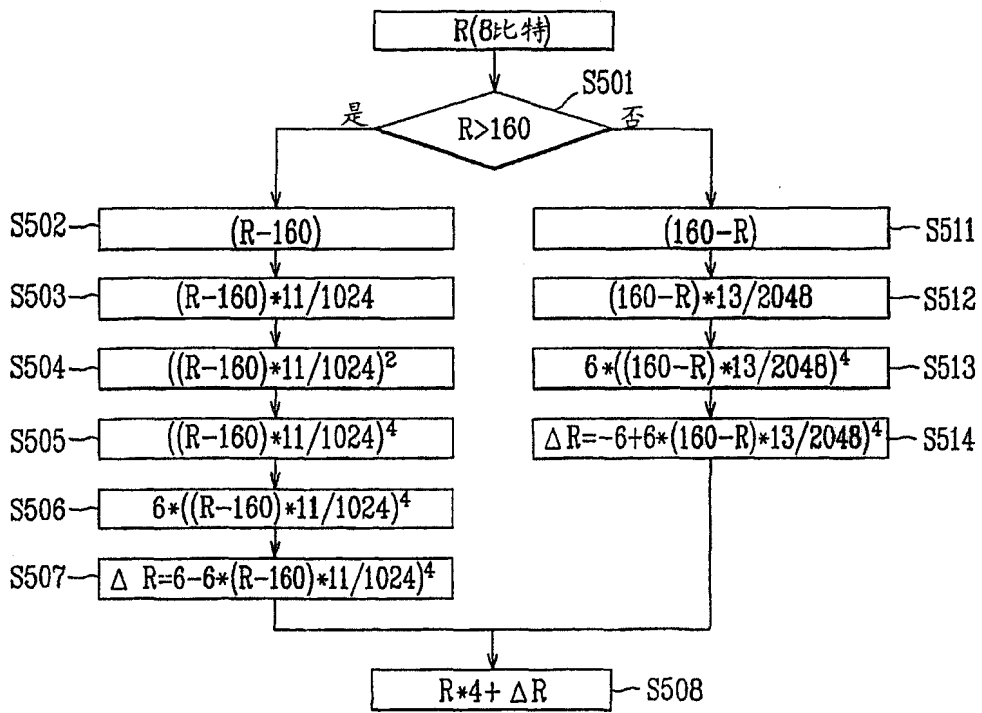 R(8比特)
S501
是
R>160
否
S502
(R-160)
(160-R)
S511
S503
(R-160)*11/1024
(160-R)*13/2048
S512
S504
((R-160)*11/1024)²
6*((160-R)*13/2048)⁴
S513
S505
((R-160)*11/1024)⁴
ΔR=-6+6*(160-R)*13/2048)⁴
S514
S506
6*((R-160)*11/1024)⁴
S507
Δ R=6-6*(R-160)*11/1024)⁴
R*4+ ΔR
S508